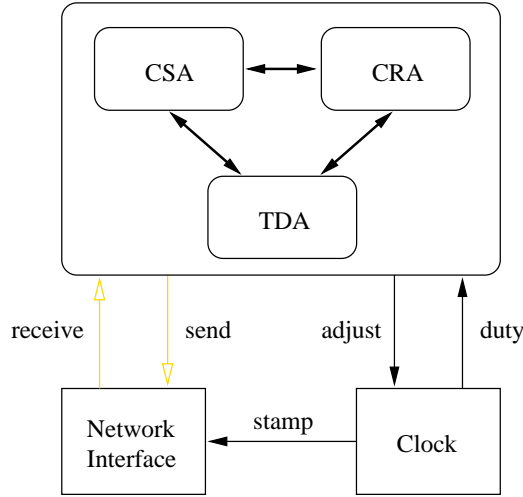 CSA
CRA
TDA
receive
send
adjust
duty
stamp
Network
Interface
Clock